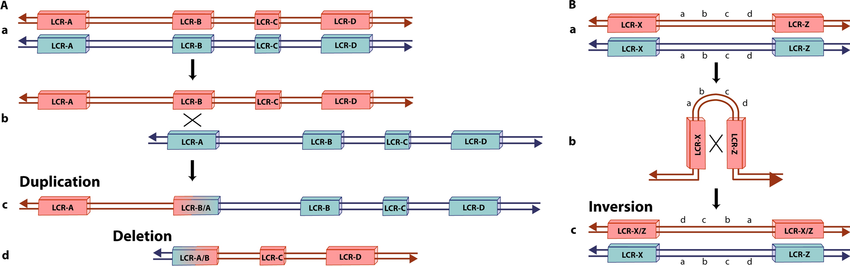 A
a
LCR-A LCR-B LCR-C LCR-D
LCR-A LCR-B LCR-C LCR-D
LCR-A LCR-B LCR-C LCR-D
b
LCR-A LCR-B LCR-C LCR-D
Duplication
c
LCR-A LCR-B/A LCR-B LCR-C LCR-D
Deletion
d
LCR-A/B LCR-C LCR-D
B
a b c d
a
LCR-X LCR-Z
LCR-X LCR-Z
a b c d
b c
a d
b
LCR-X LCR-Z
Inversion
d c b a
c
LCR-X/Z LCR-X/Z
LCR-X LCR-Z
a b c d